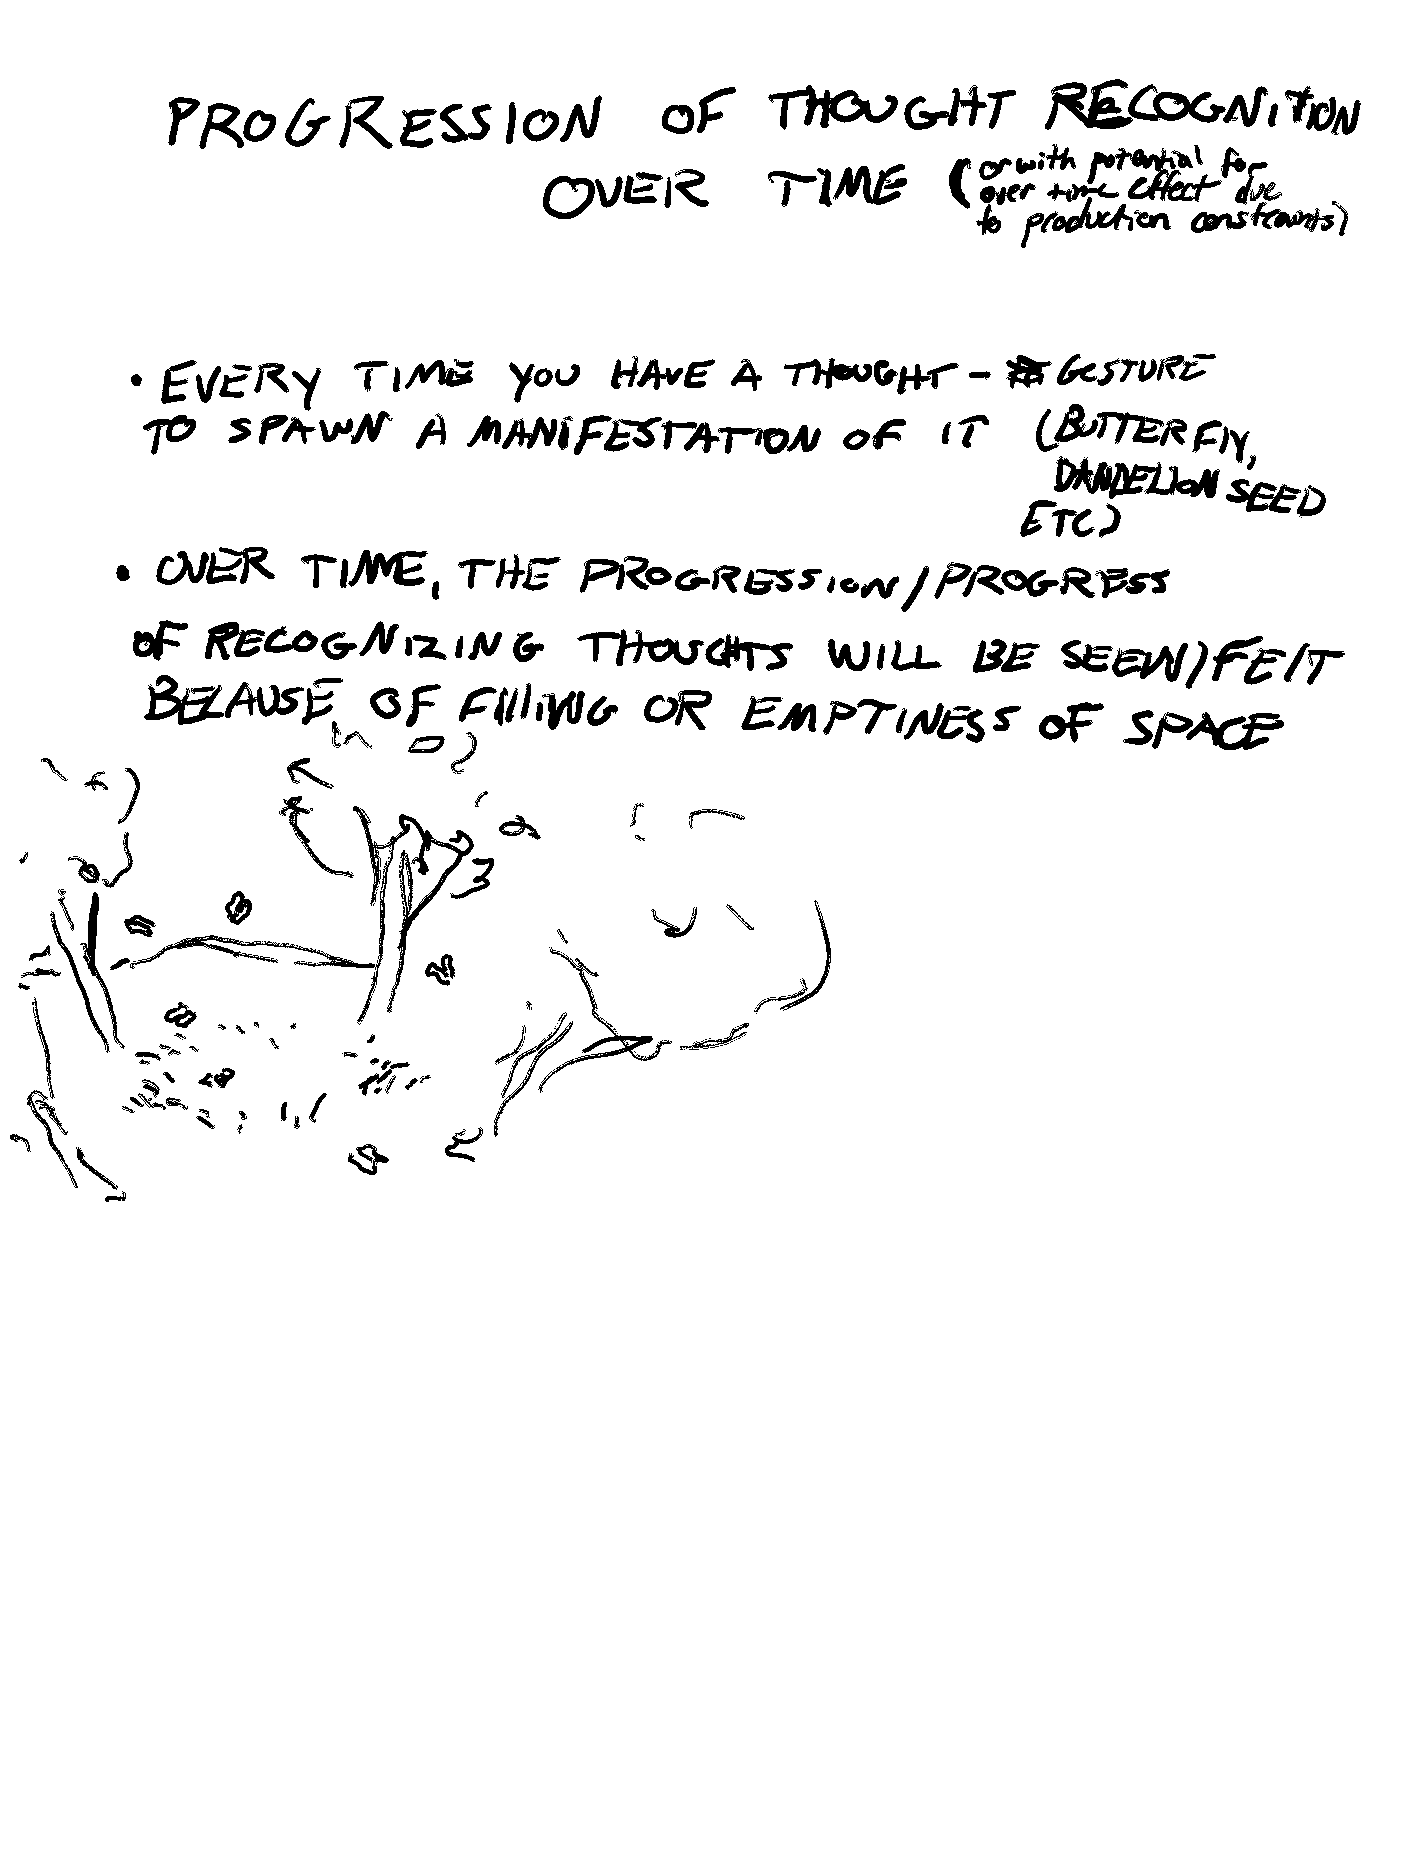 PROGRESSION OF THOUGHT RECOGNITION
OVER TIME (or with potential for
over time effect due
to production constraints)
• EVERY TIME YOU HAVE A THOUGHT - GESTURE
TO SPAWN A MANIFESTATION OF IT (BUTTERFLY,
DANDELION SEED
ETC)
• OVER TIME, THE PROGRESSION/PROGRESS
OF RECOGNIZING THOUGHTS WILL BE SEEN/FELT
BECAUSE OF FILLING OR EMPTINESS OF SPACE